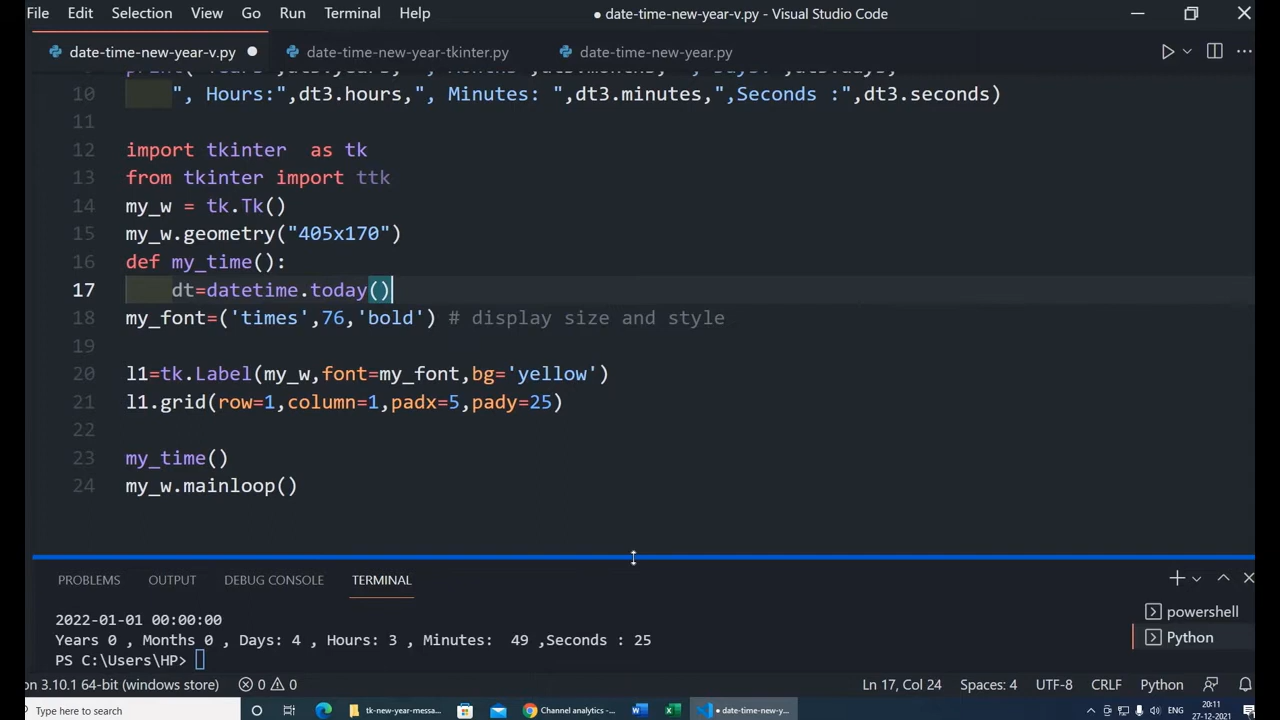 File Edit Selection View Go Run Terminal Help ● date-time-new-year-v.py - Visual Studio Code
date-time-new-year-v.py date-time-new-year-tkinter.py date-time-new-year.py
10 ", Hours:",dt3.hours,", Minutes: ",dt3.minutes,",Seconds :",dt3.seconds)
11
12 import tkinter  as tk
13 from tkinter import ttk
14 my_w = tk.Tk()
15 my_w.geometry("405x170")
16 def my_time():
17     dt=datetime.today()
18 my_font=('times',76,'bold') # display size and style
19
20 l1=tk.Label(my_w,font=my_font,bg='yellow')
21 l1.grid(row=1,column=1,padx=5,pady=25)
22
23 my_time()
24 my_w.mainloop()
PROBLEMS OUTPUT DEBUG CONSOLE TERMINAL
2022-01-01 00:00:00
Years 0 , Months 0 , Days: 4 , Hours: 3 , Minutes:  49 ,Seconds : 25
PS C:\Users\HP>
powershell
Python
on 3.10.1 64-bit (windows store) 0 0 Ln 17, Col 24 Spaces: 4 UTF-8 CRLF Python
Type here to search tk-new-year-messa... Channel analytics -... date-time-new-y... ENG 20:11
27-12-2021